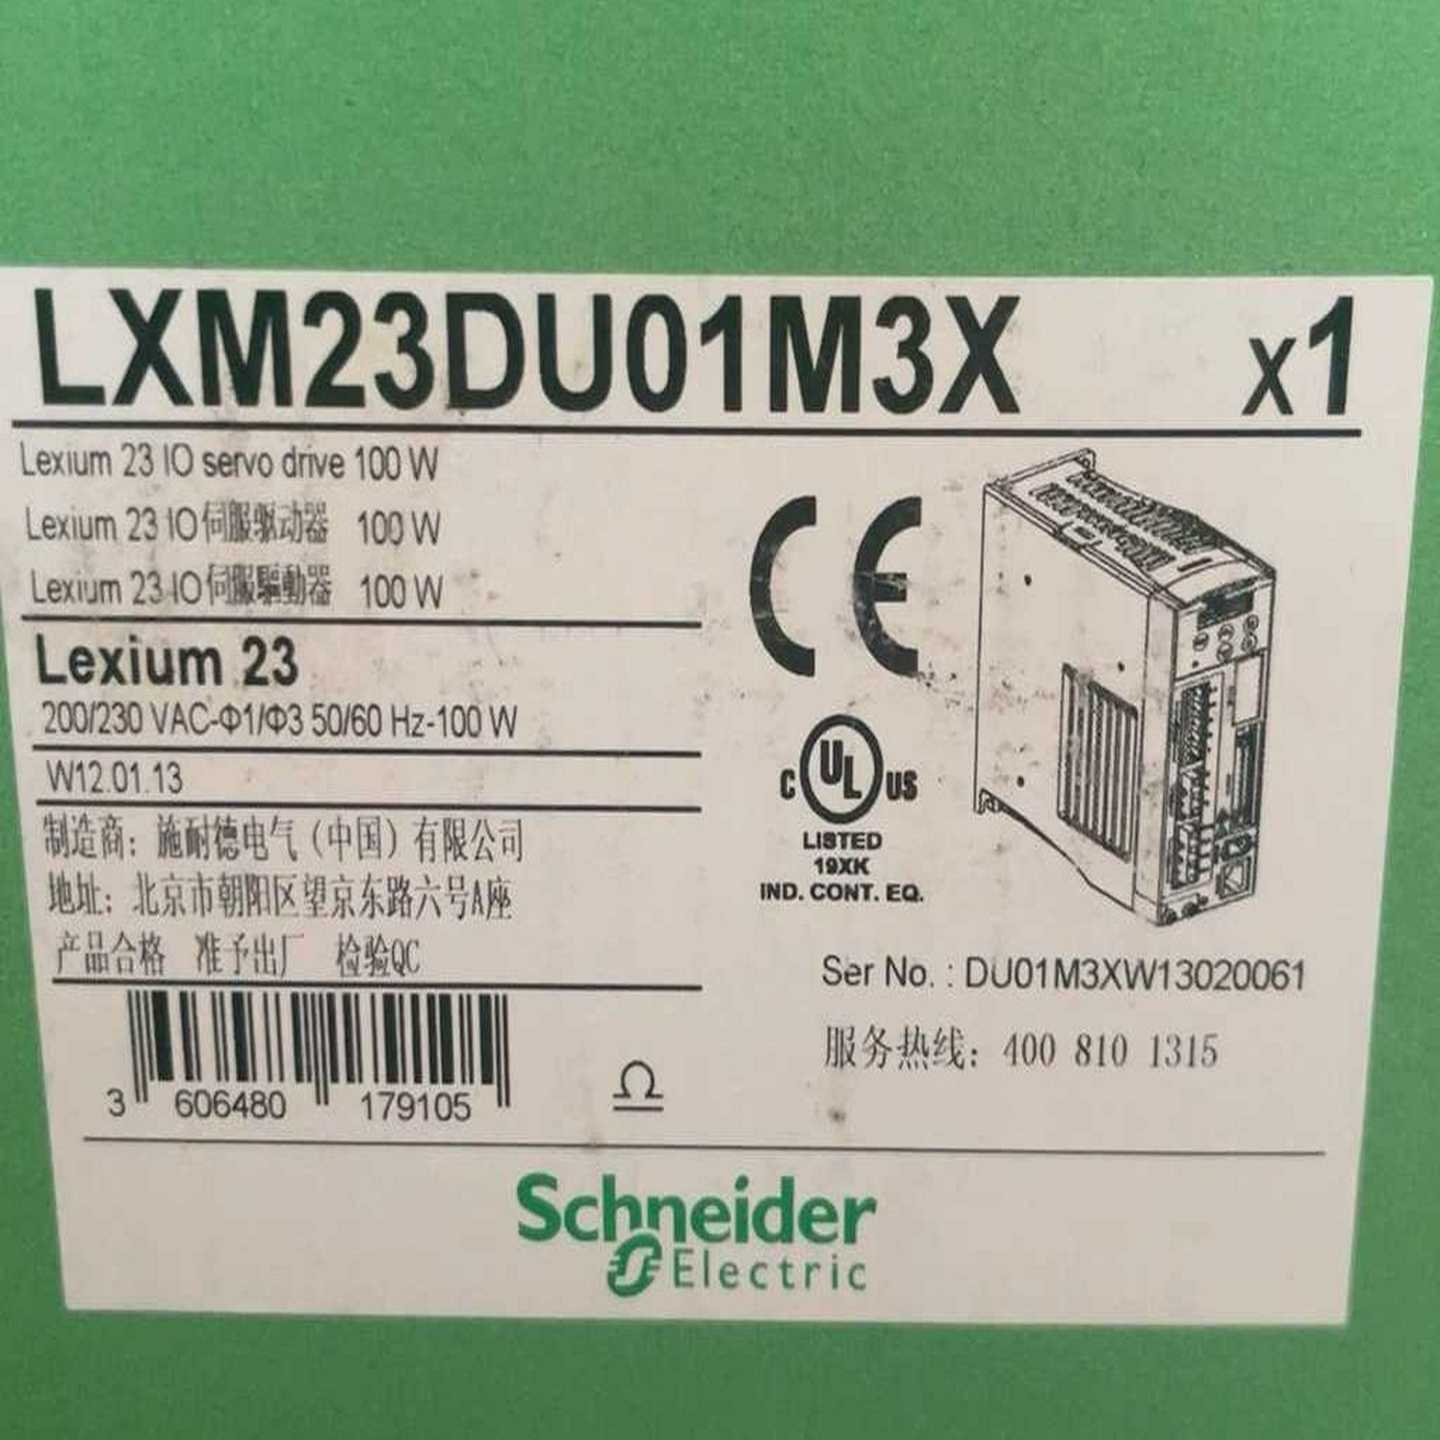 LXM23DU01M3X x1
Lexium 23 IO servo drive 100 W
Lexium 23 IO伺服驱动器 100 W
Lexium 23 IO伺服驅動器 100 W
Lexium 23
200/230 VAC-Φ1/Φ3 50/60 Hz-100 W
W12.01.13
制造商：施耐德电气（中国）有限公司
地址：北京市朝阳区望京东路六号A座
产品合格 准予出厂 检验QC
3 606480 179105
CE
C UL US
LISTED
19XK
IND. CONT. EQ.
Ser No. : DU01M3XW13020061
服务热线：400 810 1315
Schneider
Electric